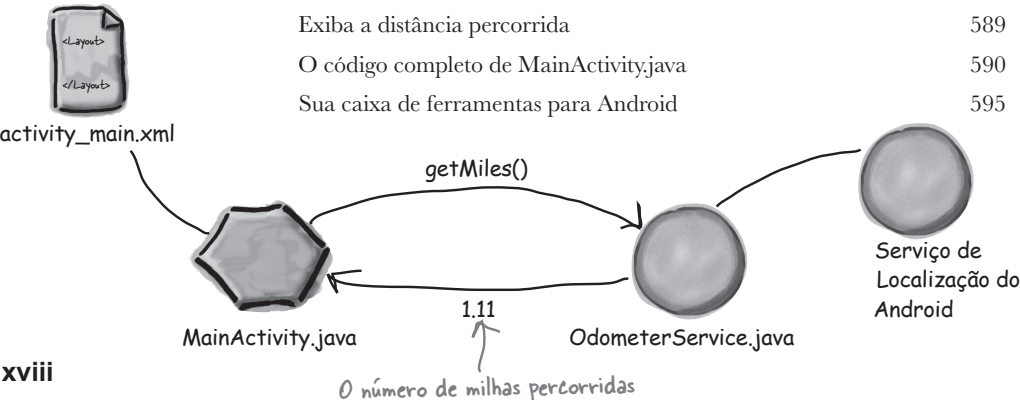 Exiba a distância percorrida 589
O código completo de MainActivity.java 590
Sua caixa de ferramentas para Android 595
<Layout>
</Layout>
activity_main.xml
getMiles()
Serviço de
Localização do
Android
1.11
MainActivity.java
OdometerService.java
xviii
O número de milhas percorridas